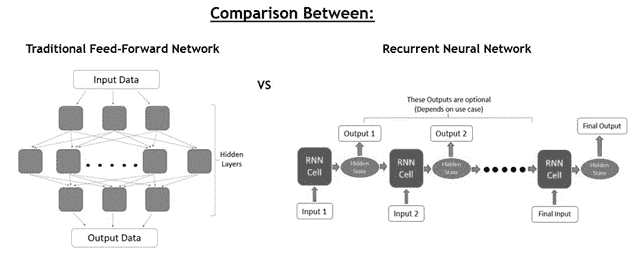 Comparison Between:
Traditional Feed-Forward Network
VS
Recurrent Neural Network
Input Data
Hidden
Layers
Output Data
These Outputs are optional
(Depends on use case)
Output 1
Output 2
Final Output
RNN
Cell
Hidden
State
RNN
Cell
Hidden
State
RNN
Cell
Hidden
State
Input 1
Input 2
Final Input